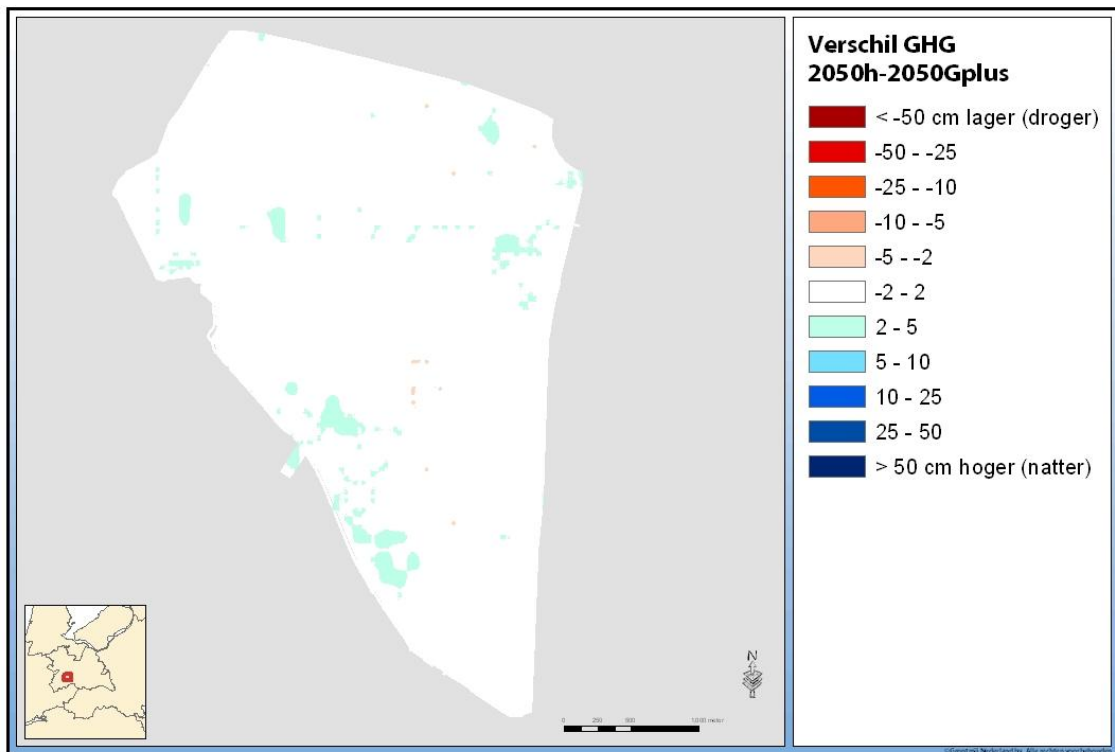 Verschil GHG
2050h-2050Gplus
< -50 cm lager (droger)
-50 - -25
-25 - -10
-10 - -5
-5 - -2
-2 - 2
2 - 5
5 - 10
10 - 25
25 - 50
> 50 cm hoger (natter)
N
0 250 500 1.000 meter